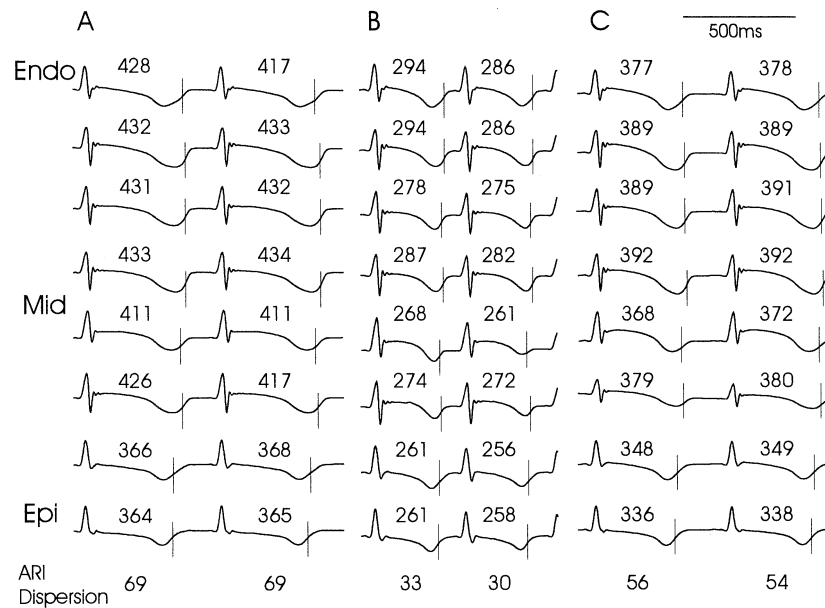 A B C
500ms
Endo 428 417 294 286 377 378
432 433 294 286 389 389
431 432 278 275 389 391
433 434 287 282 392 392
Mid
411 411 268 261 368 372
426 417 274 272 379 380
366 368 261 256 348 349
Epi 364 365 261 258 336 338
ARI
Dispersion 69 69 33 30 56 54